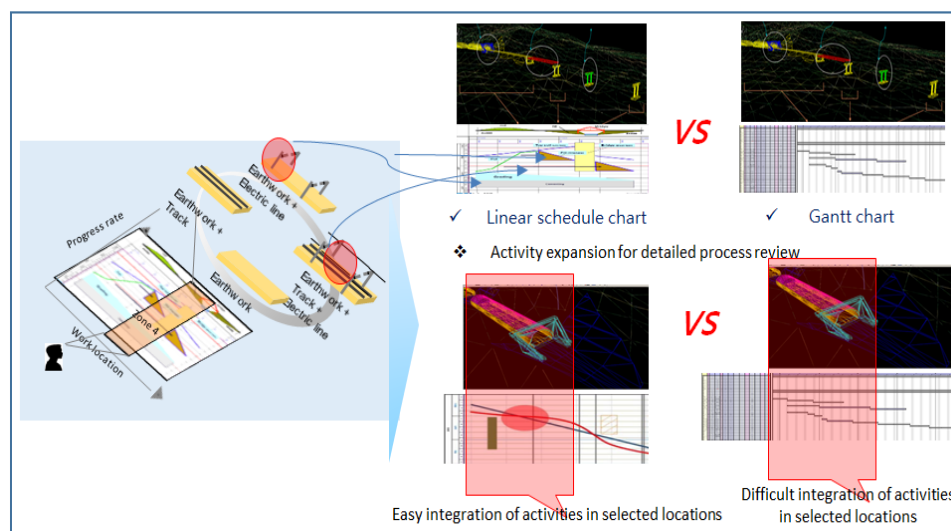 Progress rate
Work location
Zone 4
Earthwork +
Track
Earthwork +
Electric line
Earthwork
Earthwork +
Track +
Electric line
VS
✓ Linear schedule chart
✓ Gantt chart
❖ Activity expansion for detailed process review
VS
Easy integration of activities in selected locations
Difficult integration of activities
in selected locations